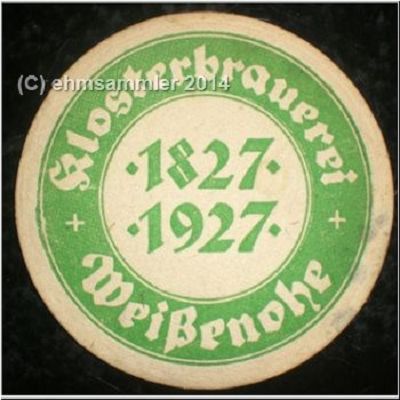 (C) ehmsammler 2014
Klosterbrauerei
·1827·
·1927·
Weißenohe